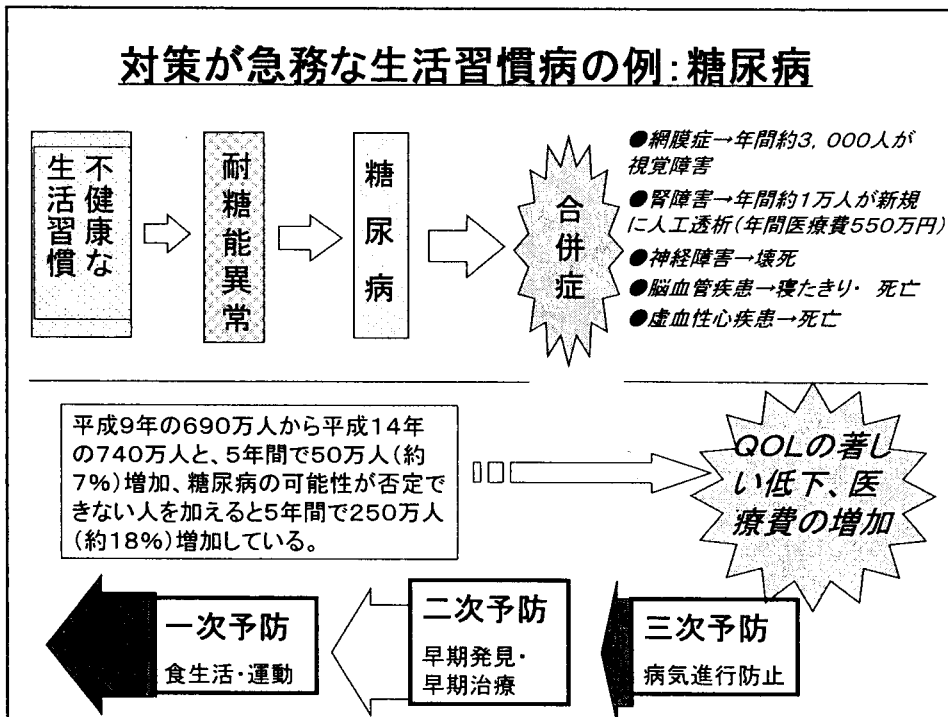 対策が急務な生活習慣病の例:糖尿病
不健康な
生活習慣
耐糖能異常
糖尿病
合併症
●網膜症→年間約3,000人が
視覚障害
●腎障害→年間約1万人が新規
に人工透析(年間医療費550万円)
●神経障害→壊死
●脳血管疾患→寝たきり・ 死亡
●虚血性心疾患→死亡
平成9年の690万人から平成14年
の740万人と、5年間で50万人(約
7%)増加、糖尿病の可能性が否定で
きない人を加えると5年間で250万人
(約18%)増加している。
QOLの著し
い低下、医
療費の増加
一次予防
食生活・運動
二次予防
早期発見・
早期治療
三次予防
病気進行防止